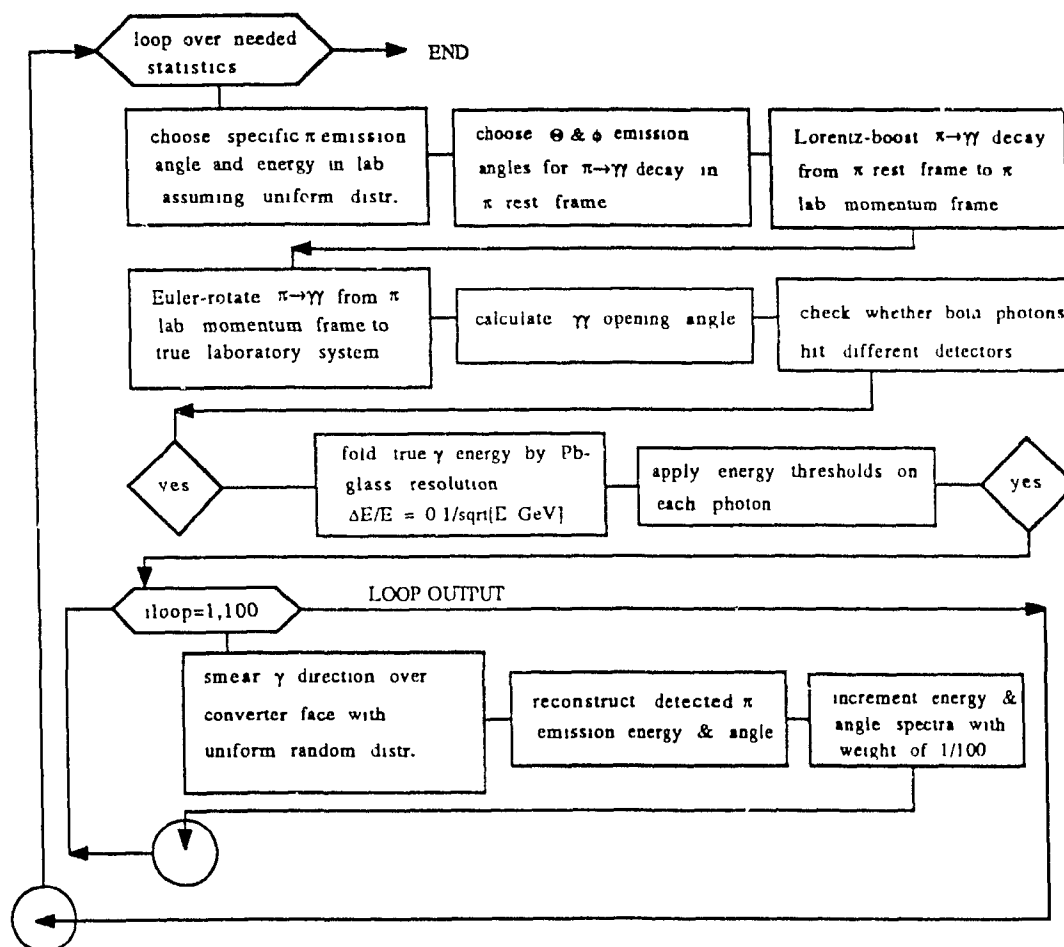 loop over needed
statistics
END
choose specific π emission
angle and energy in lab
assuming uniform distr.
choose Θ & ϕ emission
angles for π→γγ decay in
π rest frame
Lorentz-boost π→γγ decay
from π rest frame to π
lab momentum frame
Euler-rotate π→γγ from π
lab momentum frame to
true laboratory system
calculate γγ opening angle
check whether both photons
hit different detectors
yes
fold true γ energy by Pb-
glass resolution
ΔE/E = 0.1/sqrt[E GeV]
apply energy thresholds on
each photon
yes
iloop=1,100
LOOP OUTPUT
smear γ direction over
converter face with
uniform random distr.
reconstruct detected π
emission energy & angle
increment energy &
angle spectra with
weight of 1/100